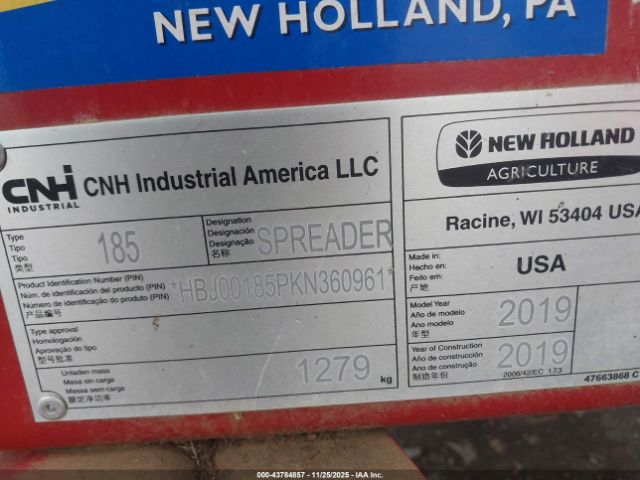 NEW HOLLAND, PA
CNH INDUSTRIAL CNH Industrial America LLC
Type
Tipo
Tipo
类型
185
Designation
Designación
Designação
名称
SPREADER
Product Identification Number (PIN)
Núm. de identificación del producto (PIN)
Número de identificação do produto (PIN)
产品编号
*HBJ00185PKN360961*
Type approval
Homologación
Aprovação do tipo
型号批准
Unladen mass
Masa sin carga
Massa sem carga
额定净功率
1279 kg
NEW HOLLAND
AGRICULTURE
Racine, WI 53404 USA
Made in:
Hecho en:
Feito em:
产地
USA
Model Year
Año de modelo
Ano modelo
年型
2019
Year of Construction
Año de construcción
Ano de construção
制造年份
2019
2006/42/EC 1.7.3
47663868 C
000-43784857 - 11/25/2025 - IAA, Inc.